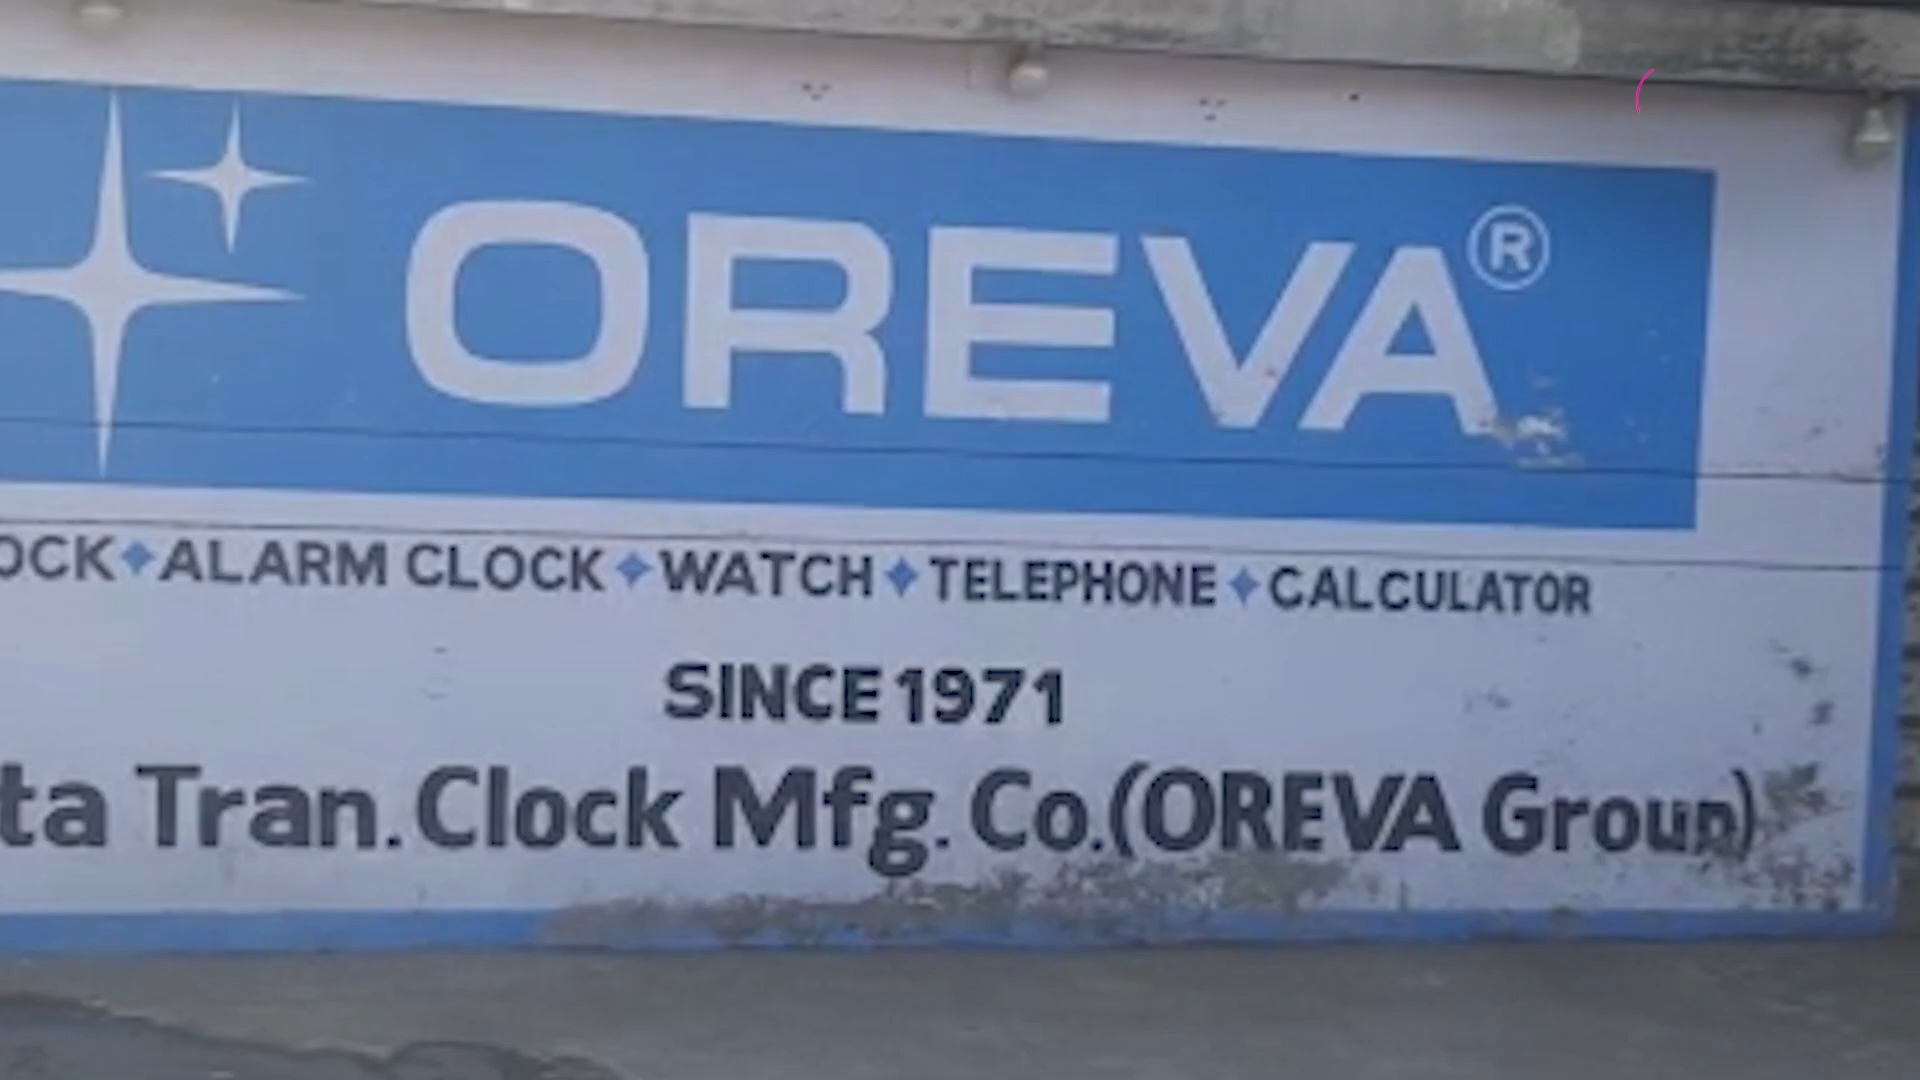 OREVA®
OCK ALARM CLOCK WATCH TELEPHONE CALCULATOR
SINCE 1971
ta Tran. Clock Mfg. Co. (OREVA Group)